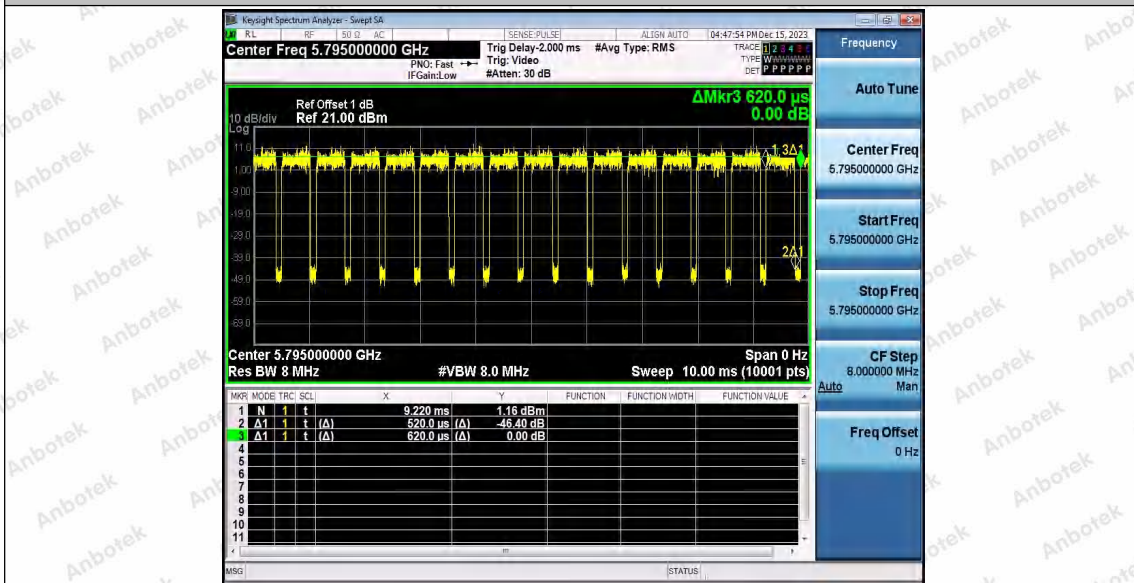 Keysight Spectrum Analyzer - Swept SA
RL RF 50 Ω AC SENSE:PULSE ALIGN AUTO 04:47:54 PM Dec 15, 2023
Center Freq 5.795000000 GHz
Trig Delay-2.000 ms #Avg Type: RMS
TRACE 1 2 3 4 5 6
PNO: Fast Trig: Video
TYPE WWWWWW
IFGain:Low #Atten: 30 dB
DET P P P P P P
ΔMkr3 620.0 µs
0.00 dB
Ref Offset 1 dB
10 dB/div Ref 21.00 dBm
Log
11.0
1.00
-9.00
-19.0
-29.0
-39.0
-49.0
-59.0
-69.0
1 3Δ1
2Δ1
Center 5.795000000 GHz Span 0 Hz
Res BW 8 MHz #VBW 8.0 MHz Sweep 10.00 ms (10001 pts)
MKR MODE TRC SCL X Y FUNCTION FUNCTION WIDTH FUNCTION VALUE
1 N 1 t 9.220 ms 1.16 dBm
2 Δ1 1 t (Δ) 520.0 µs (Δ) -46.40 dB
3 Δ1 1 t (Δ) 620.0 µs (Δ) 0.00 dB
4
5
6
7
8
9
10
11
MSG STATUS
Frequency
Auto Tune
Center Freq
5.795000000 GHz
Start Freq
5.795000000 GHz
Stop Freq
5.795000000 GHz
CF Step
8.000000 MHz
Auto Man
Freq Offset
0 Hz
Anbotek